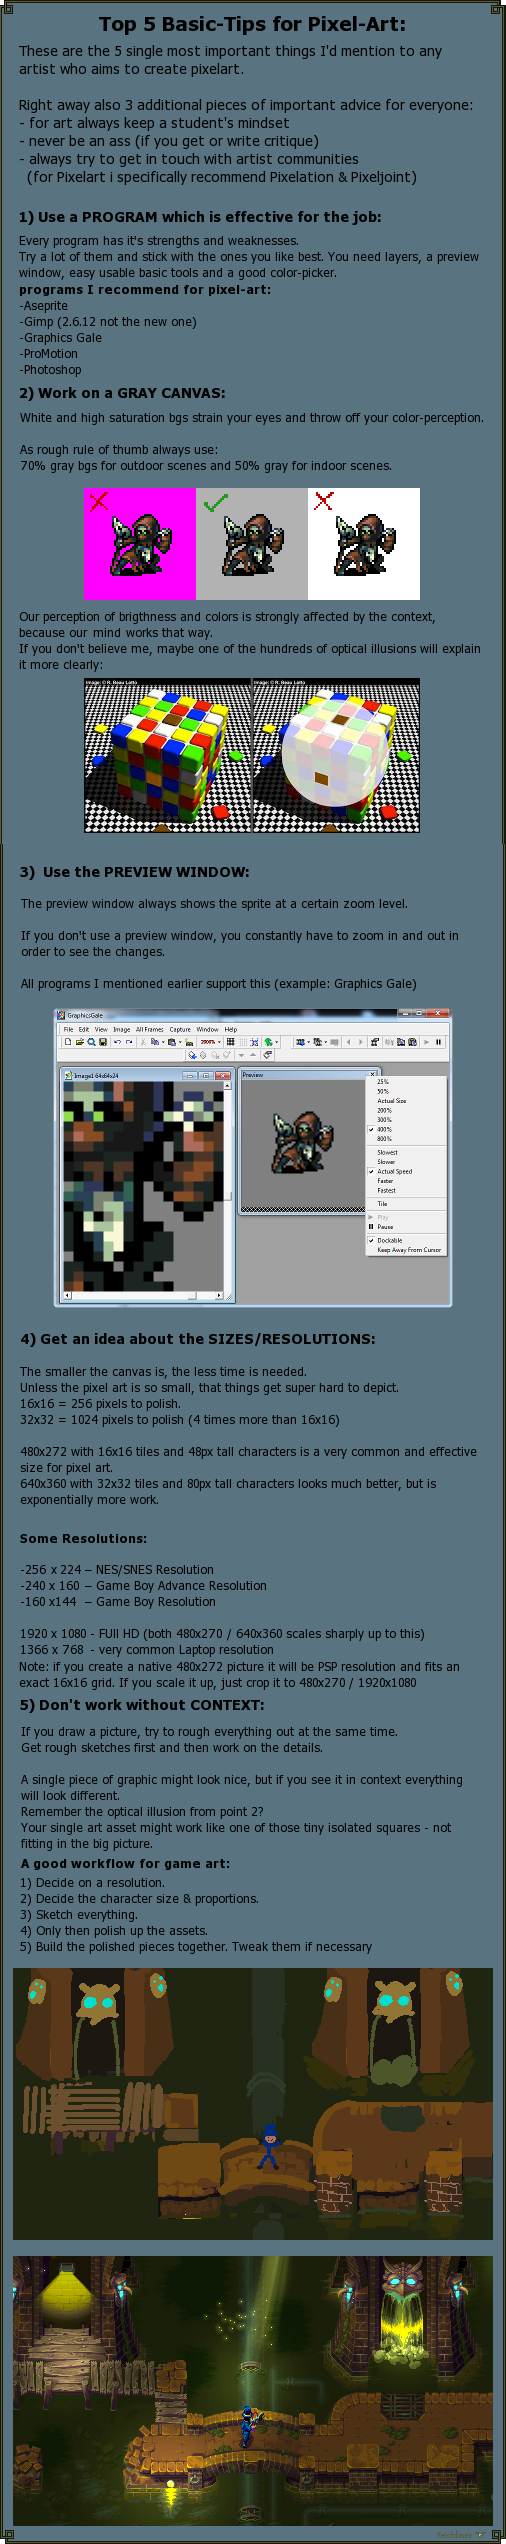 Top 5 Basic-Tips for Pixel-Art:
These are the 5 single most important things I'd mention to any
artist who aims to create pixelart.
Right away also 3 additional pieces of important advice for everyone:
- for art always keep a student's mindset
- never be an ass (if you get or write critique)
- always try to get in touch with artist communities
(for Pixelart i specifically recommend Pixelation & Pixeljoint)
1) Use a PROGRAM which is effective for the job:
Every program has it's strengths and weaknesses.
Try a lot of them and stick with the ones you like best. You need layers, a preview
window, easy usable basic tools and a good color-picker.
programs I recommend for pixel-art:
-Aseprite
-Gimp (2.6.12 not the new one)
-Graphics Gale
-ProMotion
-Photoshop
2) Work on a GRAY CANVAS:
White and high saturation bgs strain your eyes and throw off your color-perception.
As rough rule of thumb always use:
70% gray bgs for outdoor scenes and 50% gray for indoor scenes.
Our perception of brigthness and colors is strongly affected by the context,
because our mind works that way.
If you don't believe me, maybe one of the hundreds of optical illusions will explain
it more clearly:
Image: © R. Beau Lotto
Image: © R. Beau Lotto
3) Use the PREVIEW WINDOW:
The preview window always shows the sprite at a certain zoom level.
If you don't use a preview window, you constantly have to zoom in and out in
order to see the changes.
All programs I mentioned earlier support this (example: Graphics Gale)
GraphicsGale
File Edit View Image All Frames Capture Window Help
2000%
Image1 64x64x24
Preview
25%
50%
Actual Size
200%
300%
400%
800%
Slowest
Slower
Actual Speed
Faster
Fastest
Tile
Play
Pause
Dockable
Keep Away From Cursor
4) Get an idea about the SIZES/RESOLUTIONS:
The smaller the canvas is, the less time is needed.
Unless the pixel art is so small, that things get super hard to depict.
16x16 = 256 pixels to polish.
32x32 = 1024 pixels to polish (4 times more than 16x16)
480x272 with 16x16 tiles and 48px tall characters is a very common and effective
size for pixel art.
640x360 with 32x32 tiles and 80px tall characters looks much better, but is
exponentially more work.
Some Resolutions:
-256 x 224 – NES/SNES Resolution
-240 x 160 – Game Boy Advance Resolution
-160 x144 – Game Boy Resolution
1920 x 1080 - FUll HD (both 480x270 / 640x360 scales sharply up to this)
1366 x 768 - very common Laptop resolution
Note: if you create a native 480x272 picture it will be PSP resolution and fits an
exact 16x16 grid. If you scale it up, just crop it to 480x270 / 1920x1080
5) Don't work without CONTEXT:
If you draw a picture, try to rough everything out at the same time.
Get rough sketches first and then work on the details.
A single piece of graphic might look nice, but if you see it in context everything
will look different.
Remember the optical illusion from point 2?
Your single art asset might work like one of those tiny isolated squares - not
fitting in the big picture.
A good workflow for game art:
1) Decide on a resolution.
2) Decide the character size & proportions.
3) Sketch everything.
4) Only then polish up the assets.
5) Build the polished pieces together. Tweak them if necessary